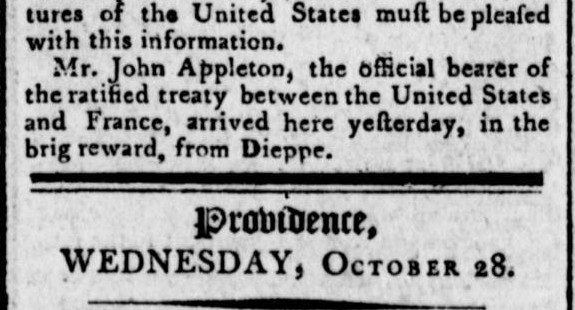 tures of the United States muſt be pleaſed
with this information.
Mr. John Appleton, the official bearer of
the ratified treaty between the United States
and France, arrived here yeſterday, in the
brig reward, from Dieppe.
Providence,
WEDNESDAY, OCTOBER 28.